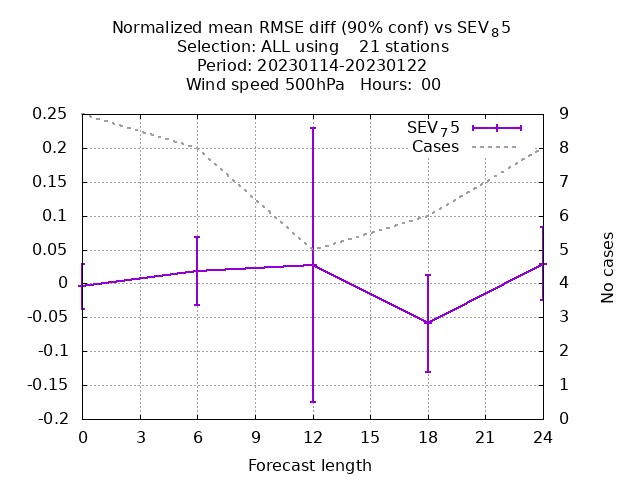 Normalized mean RMSE diff (90% conf) vs SEV₈5
Selection: ALL using    21 stations
Period: 20230114-20230122
Wind speed 500hPa   Hours:  00
SEV₇5
Cases
0.25
0.2
0.15
0.1
0.05
0
-0.05
-0.1
-0.15
-0.2
9
8
7
6
5
4
3
2
1
0
No cases
0 3 6 9 12 15 18 21 24
Forecast length